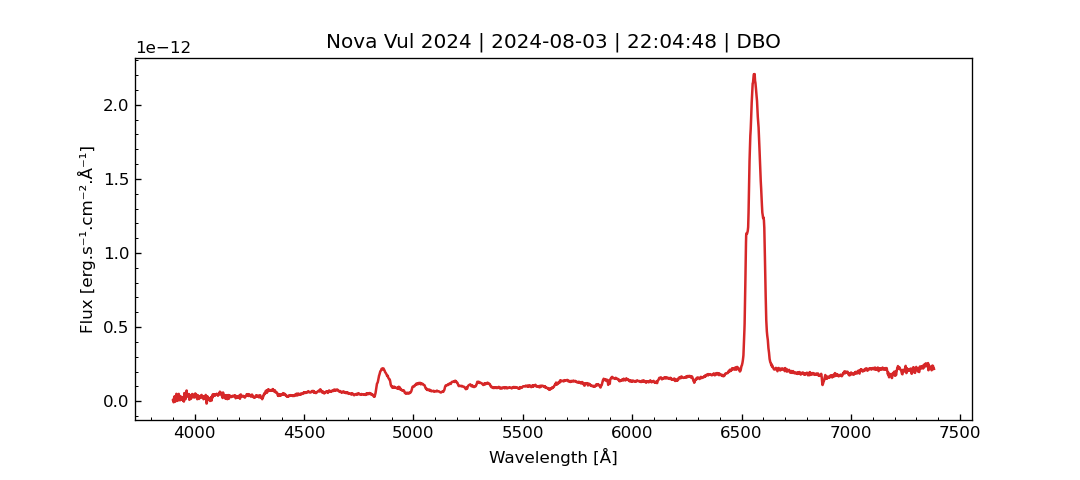 Nova Vul 2024 | 2024-08-03 | 22:04:48 | DBO
1e−12
2.0
1.5
1.0
0.5
0.0
Flux [erg.s⁻¹.cm⁻².Å⁻¹]
4000 4500 5000 5500 6000 6500 7000 7500
Wavelength [Å]